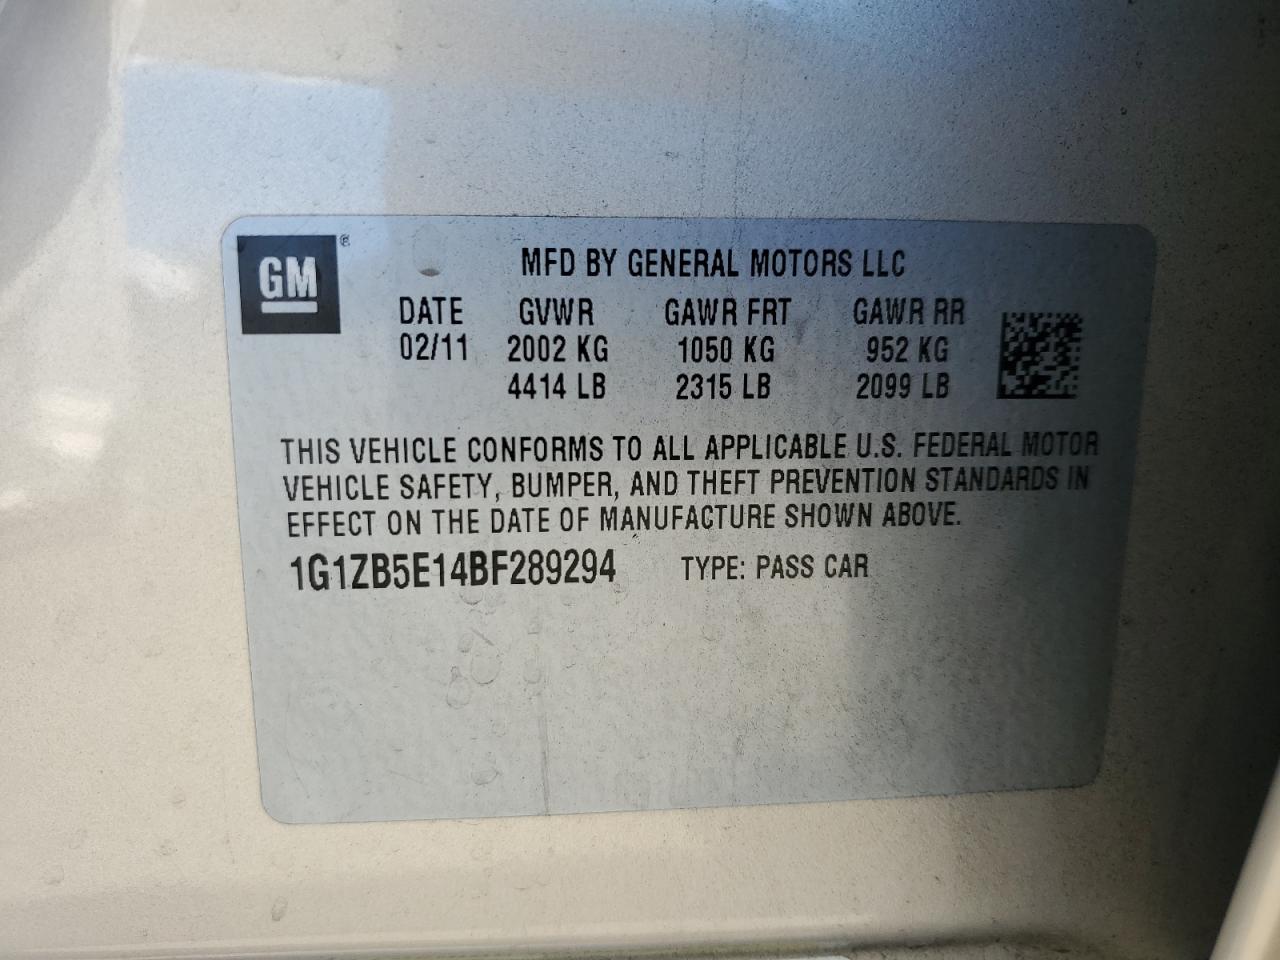 GM®
MFD BY GENERAL MOTORS LLC
DATE GVWR GAWR FRT GAWR RR
02/11 2002 KG 1050 KG 952 KG
4414 LB 2315 LB 2099 LB
THIS VEHICLE CONFORMS TO ALL APPLICABLE U.S. FEDERAL MOTOR
VEHICLE SAFETY, BUMPER, AND THEFT PREVENTION STANDARDS IN
EFFECT ON THE DATE OF MANUFACTURE SHOWN ABOVE.
1G1ZB5E14BF289294 TYPE: PASS CAR